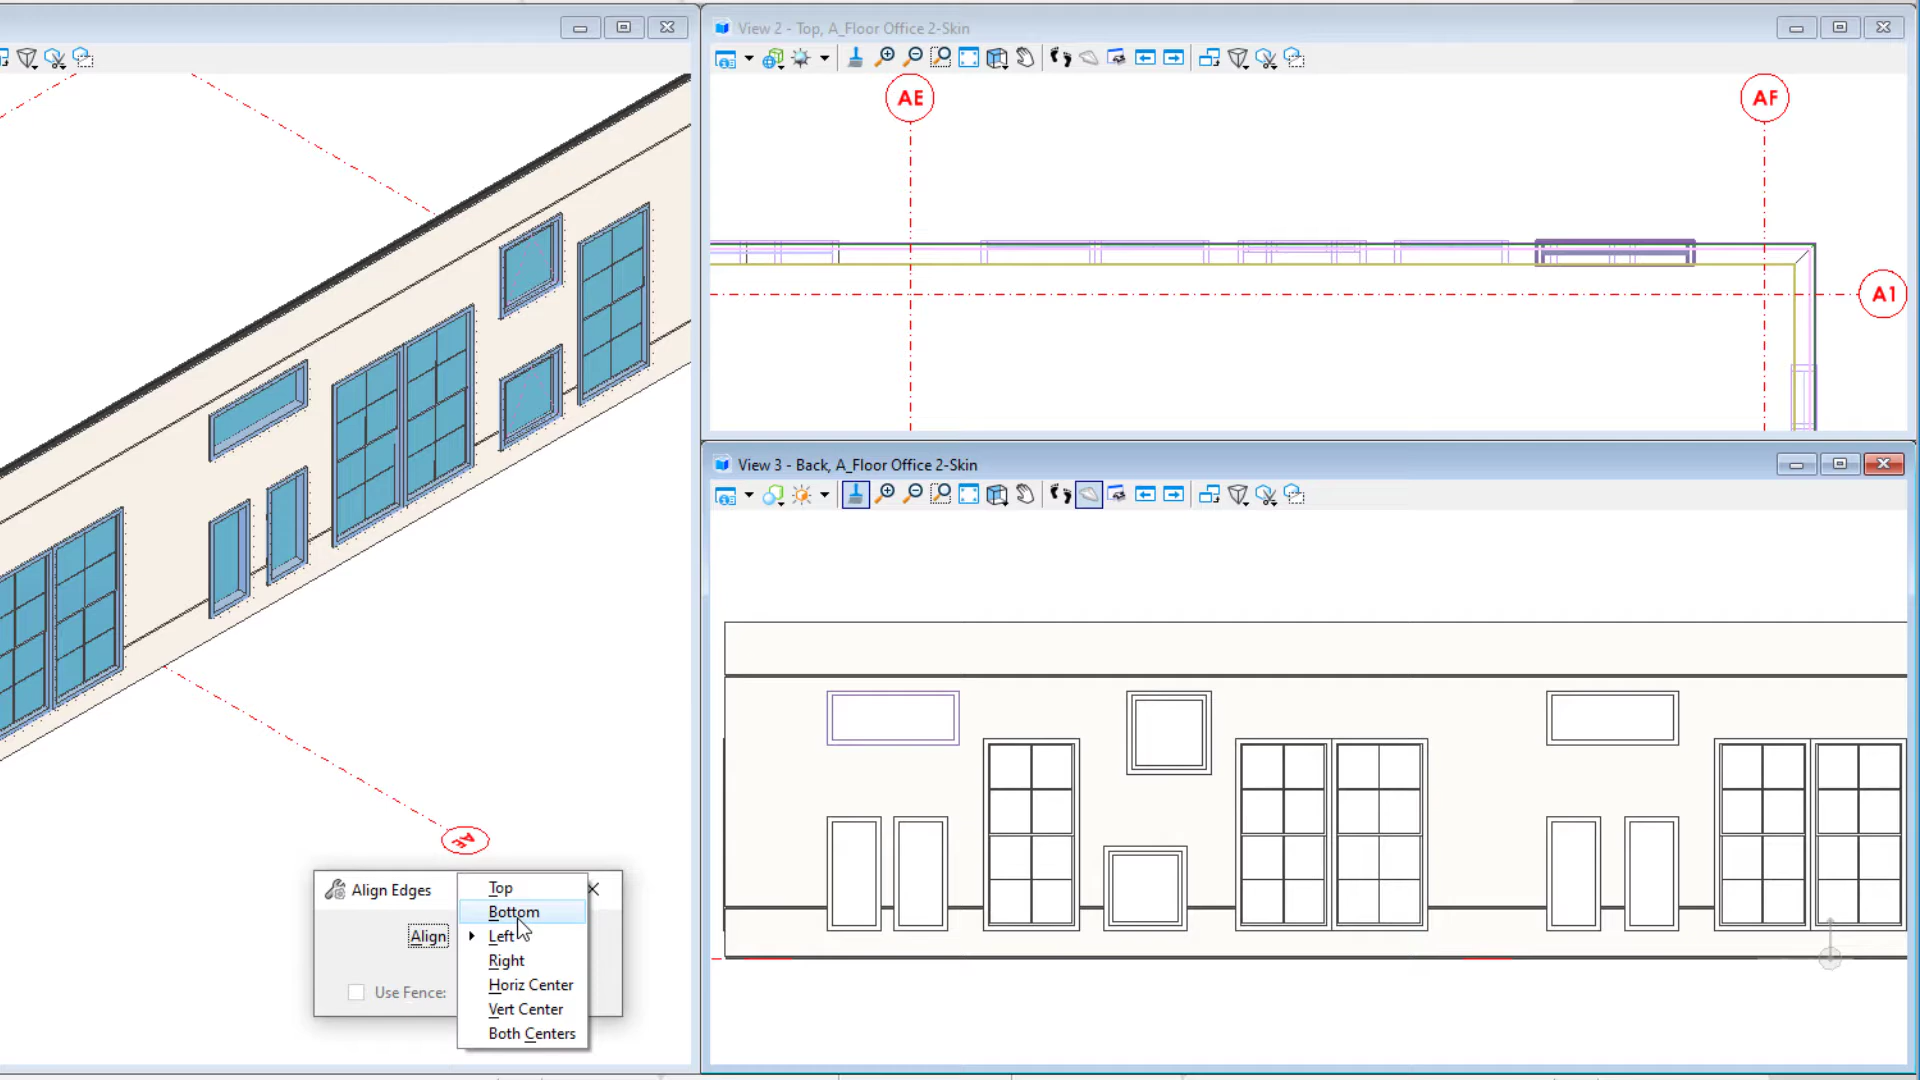 View 2 - Top, A_Floor Office 2-Skin
AE
AF
A1
View 3 - Back, A_Floor Office 2-Skin
AE
Align Edges
Align
Use Fence:
Top
Bottom
Left
Right
Horiz Center
Vert Center
Both Centers